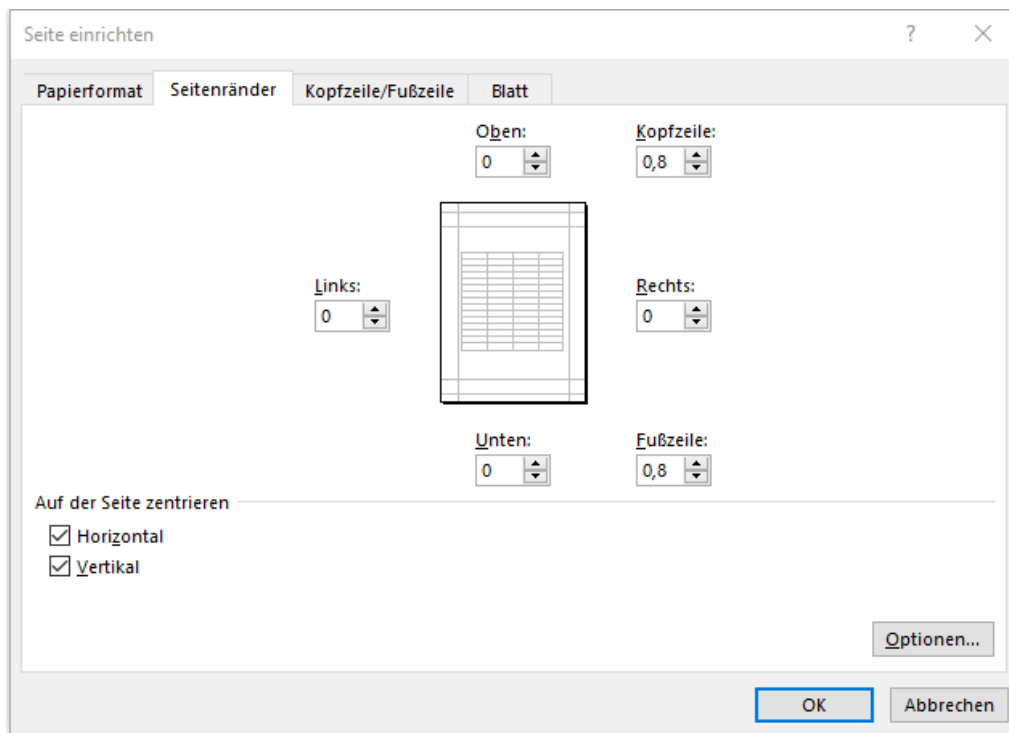 Seite einrichten ?
Papierformat Seitenränder Kopfzeile/Fußzeile Blatt
Oben: Kopfzeile:
0 0,8
Links: Rechts:
0 0
Unten: Fußzeile:
0 0,8
Auf der Seite zentrieren
Horizontal
Vertikal
Optionen...
OK Abbrechen